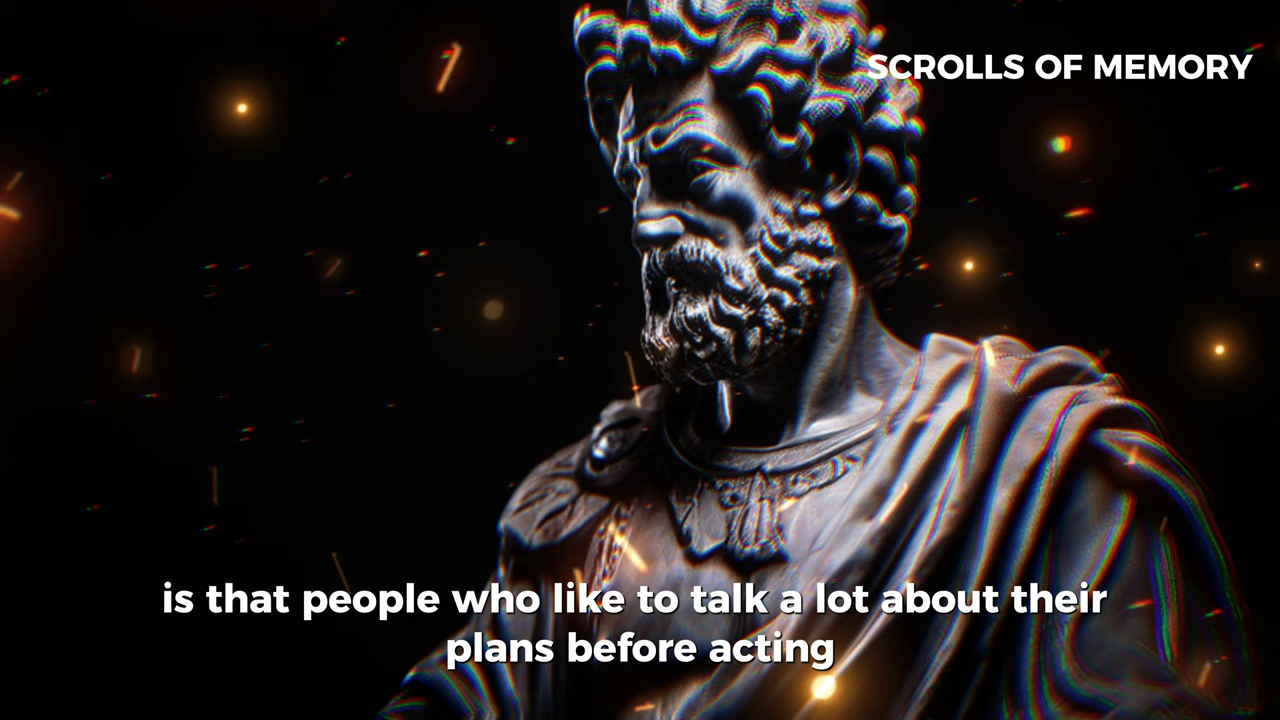 SCROLLS OF MEMORY
is that people who like to talk a lot about their
plans before acting